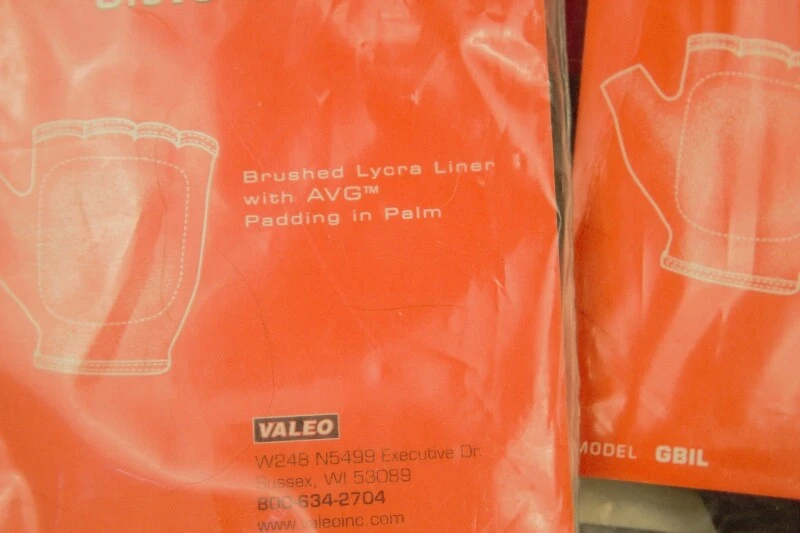 Brushed Lycra Liner
with AVG™
Padding in Palm
VALEO
W248 N5499 Executive Dr.
Sussex, WI 53089
800-634-2704
www.valeoinc.com
MODEL GBIL